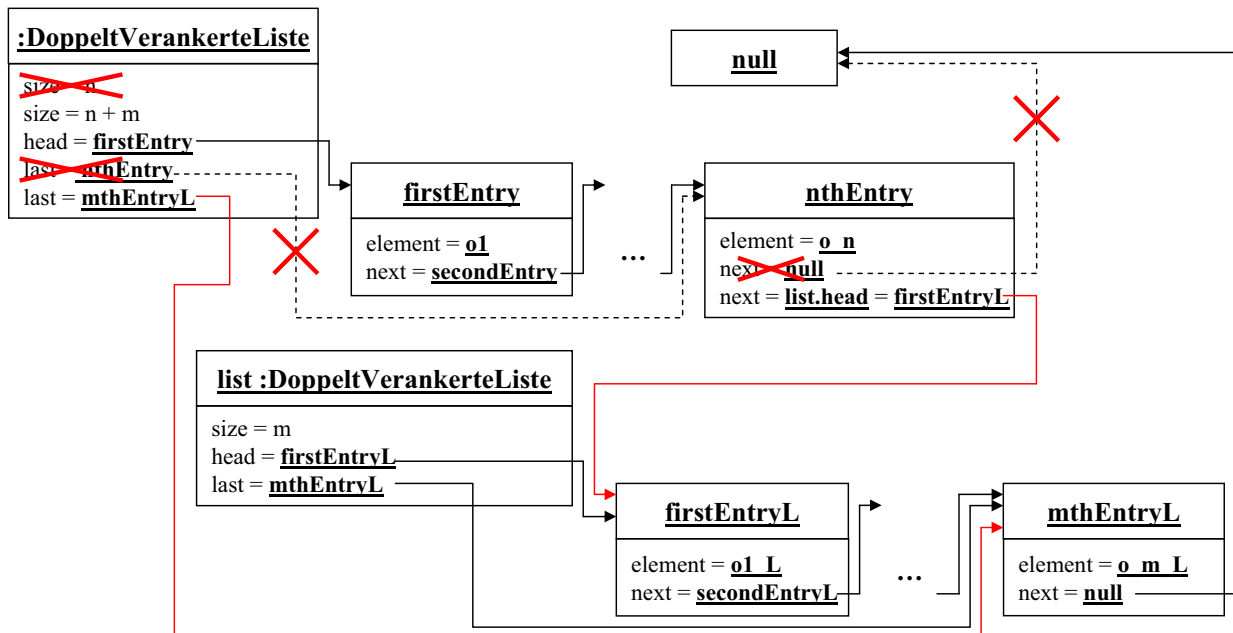 :DoppeltVerankerteListe
size = n
size = n + m
head = firstEntry
last = nthEntry
last = mthEntryL
null
firstEntry
element = o1
next = secondEntry
...
nthEntry
element = o_n
next = null
next = list.head = firstEntryL
list :DoppeltVerankerteListe
size = m
head = firstEntryL
last = mthEntryL
firstEntryL
element = o1_L
next = secondEntryL
...
mthEntryL
element = o_m_L
next = null